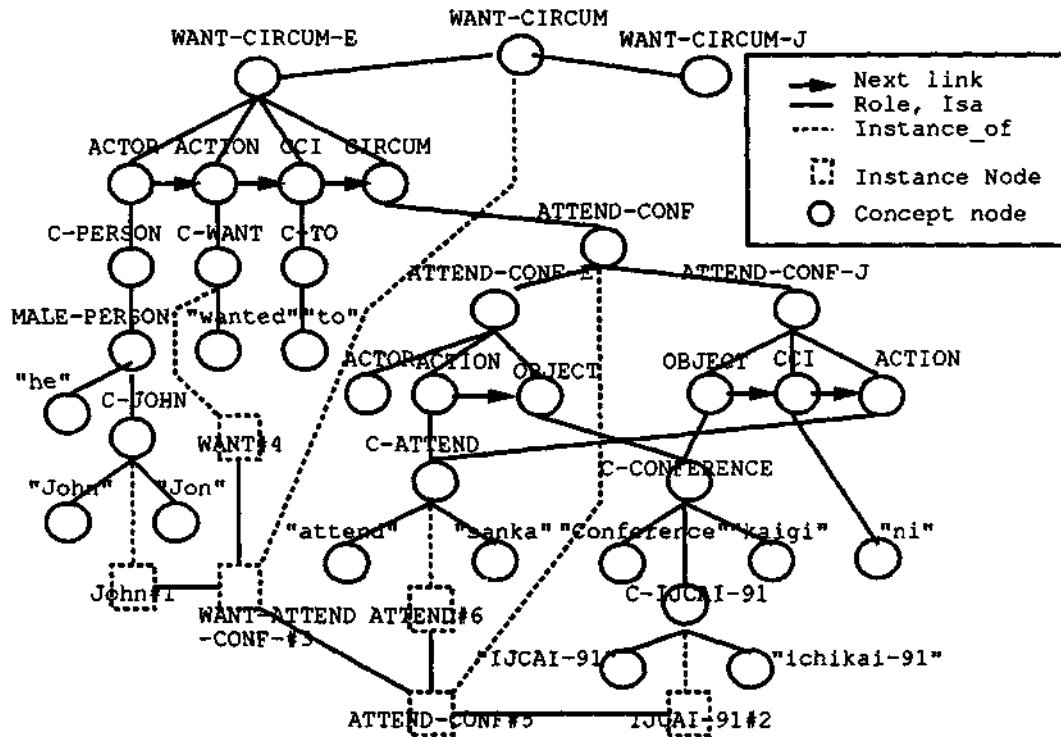 WANT-CIRCUM
WANT-CIRCUM-E
WANT-CIRCUM-J
Next link
Role, Isa
Instance_of
Instance Node
Concept node
ACTOR ACTION CCI CIRCUM
ATTEND-CONF
C-PERSON C-WANT C-TO
ATTEND-CONF-E ATTEND-CONF-J
MALE-PERSON "wanted" "to"
ACTOR ACTION OBJECT OBJECT CCI ACTION
"he"
C-JOHN
WANT#4 C-ATTEND
C-CONFERENCE
"John" "Jon"
"attend" "sanka" "Conference" "kaigi" "ni"
John#1 C-IJCAI-91
WANT-ATTEND ATTEND#6
-CONF-#3
"IJCAI-91" "ichikai-91"
ATTEND-CONF#5 IJCAI-91#2